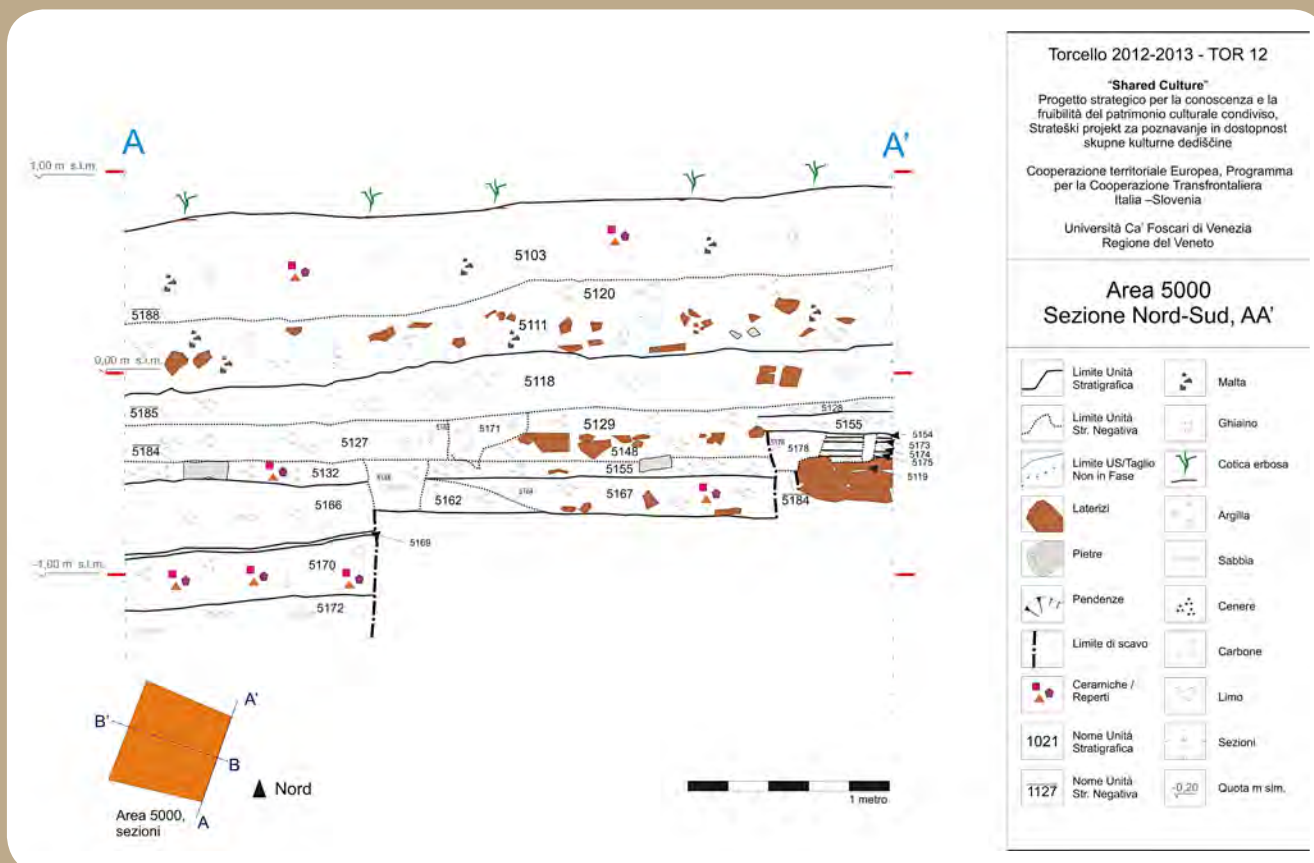 A
A'
1,00 m s.l.m.
5103
5120
5188
5111
0,00 m s.l.m.
5118
5185
5128
5129
5155
5171
5154
5127
5173
5184
5148
5178
5174
5155
5175
5132
5119
5162
5167
5184
5166
5169
5170
-1,00 m s.l.m.
5172
A'
B'
B
Nord
A
Area 5000,
sezioni
1 metro
Torcello 2012-2013 - TOR 12
"Shared Culture"
Progetto strategico per la conoscenza e la
fruibilità del patrimonio culturale condiviso,
Strateški projekt za poznavanje in dostopnost
skupne kulturne dediščine
Cooperazione territoriale Europea, Programma
per la Cooperazione Transfrontaliera
Italia –Slovenia
Università Ca' Foscari di Venezia
Regione del Veneto
Area 5000
Sezione Nord-Sud, AA'
Limite Unità
Stratigrafica
Malta
Limite Unità
Str. Negativa
Ghiaino
Limite US/Taglio
Non in Fase
Cotica erbosa
Laterizi
Argilla
Pietre
Sabbia
Pendenze
Cenere
Limite di scavo
Carbone
Ceramiche /
Reperti
Limo
1021
Nome Unità
Stratigrafica
Sezioni
1127
Nome Unità
Str. Negativa
-0,20
Quota m slm.